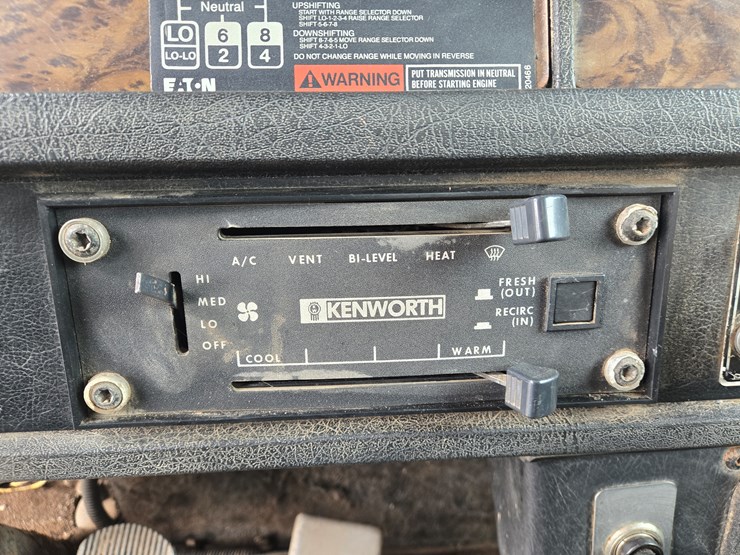 Neutral
UPSHIFTING
START WITH RANGE SELECTOR DOWN
SHIFT LO-1-2-3-4 RAISE RANGE SELECTOR
SHIFT 5-6-7-8
DOWNSHIFTING
SHIFT 8-7-6-5 MOVE RANGE SELECTOR DOWN
SHIFT 4-3-2-1-LO
DO NOT CHANGE RANGE WHILE MOVING IN REVERSE
LO 6 8
LO-LO 2 4
EATON
WARNING
PUT TRANSMISSION IN NEUTRAL
BEFORE STARTING ENGINE
20466
A/C VENT BI-LEVEL HEAT
HI
MED
LO
OFF
KENWORTH
FRESH
(OUT)
RECIRC
(IN)
COOL WARM